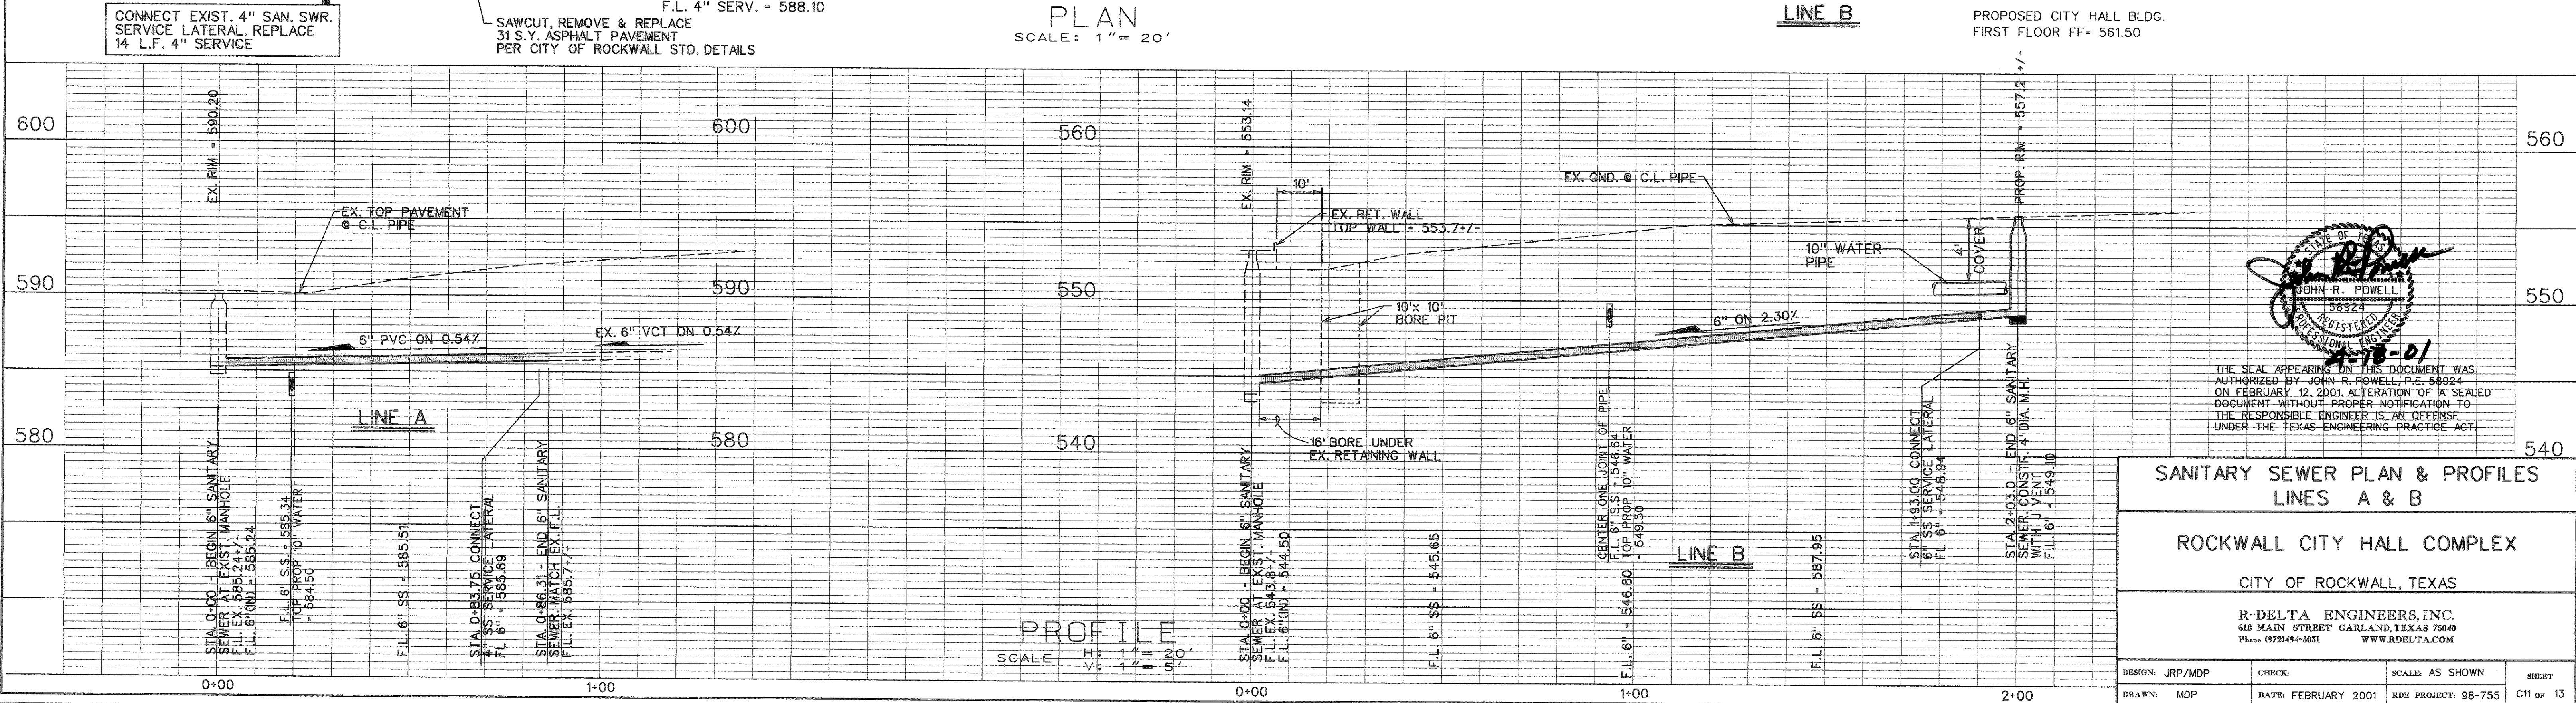 CONNECT EXIST. 4" SAN. SWR.
SERVICE LATERAL. REPLACE
14 L.F. 4" SERVICE
F.L. 4" SERV. = 588.10
SAWCUT, REMOVE & REPLACE
31 S.Y. ASPHALT PAVEMENT
PER CITY OF ROCKWALL STD. DETAILS
PLAN
SCALE: 1"= 20'
LINE B
PROPOSED CITY HALL BLDG.
FIRST FLOOR FF= 561.50
600
590
580
600
590
580
560
550
540
560
550
540
EX. RIM = 590.20
EX. TOP PAVEMENT
@ C.L. PIPE
6" PVC ON 0.54%
EX. 6" VCT ON 0.54%
LINE A
STA. 0+00 - BEGIN 6" SANITARY
SEWER AT EXIST. MANHOLE
F.L. EX. 585.24+/-
F.L. 6"(IN) = 585.24
F.L. 6" S.S. = 585.34
TOP PROP 10" WATER
= 584.50
F.L. 6" SS = 585.51
STA. 0+83.75 CONNECT
4" SS SERVICE LATERAL
FL 6" = 585.69
STA. 0+86.31 - END 6" SANITARY
SEWER. MATCH EX. F.L.
F.L. EX. 585.7+/-
0+00
1+00
PROFILE
SCALE - H: 1"= 20'
V: 1"= 5'
EX. RIM = 553.14
10'
EX. RET. WALL
TOP WALL = 553.7+/-
10'x 10'
BORE PIT
16' BORE UNDER
EX. RETAINING WALL
EX. GND. @ C.L. PIPE
6" ON 2.30%
10" WATER
PIPE
4'
COVER
PROP. RIM = 557.2 +/-
STA. 0+00 - BEGIN 6" SANITARY
SEWER AT EXIST. MANHOLE
F.L. EX 543.8+/-
F.L. 6"(IN) = 544.50
F.L. 6" SS = 545.65
CENTER ONE JOINT OF PIPE
F.L. 6" S.S. = 546.64
F.L. 6" = 546.80 TOP PROP 10" WATER
= 549.50
LINE B
F.L. 6" SS = 587.95
STA. 1+93.00 CONNECT
6" SS SERVICE LATERAL
FL 6" = 548.94
STA. 2+03.0 - END 6" SANITARY
SEWER. CONSTR. 4' DIA. M.H.
WITH J VENT
F.L. 6" = 549.10
0+00
1+00
2+00
STATE OF TEXAS
JOHN R. POWELL
58924
REGISTERED
PROFESSIONAL ENGINEER
4-18-01
THE SEAL APPEARING ON THIS DOCUMENT WAS
AUTHORIZED BY JOHN R. POWELL, P.E. 58924
ON FEBRUARY 12, 2001. ALTERATION OF A SEALED
DOCUMENT WITHOUT PROPER NOTIFICATION TO
THE RESPONSIBLE ENGINEER IS AN OFFENSE
UNDER THE TEXAS ENGINEERING PRACTICE ACT.
SANITARY SEWER PLAN & PROFILES
LINES A & B
ROCKWALL CITY HALL COMPLEX
CITY OF ROCKWALL, TEXAS
R-DELTA ENGINEERS, INC.
618 MAIN STREET GARLAND, TEXAS 75040
Phone (972)494-5031 WWW.RDELTA.COM
DESIGN: JRP/MDP
CHECK:
SCALE: AS SHOWN
SHEET
DRAWN: MDP
DATE: FEBRUARY 2001
RDE PROJECT: 98-755
C11 OF 13